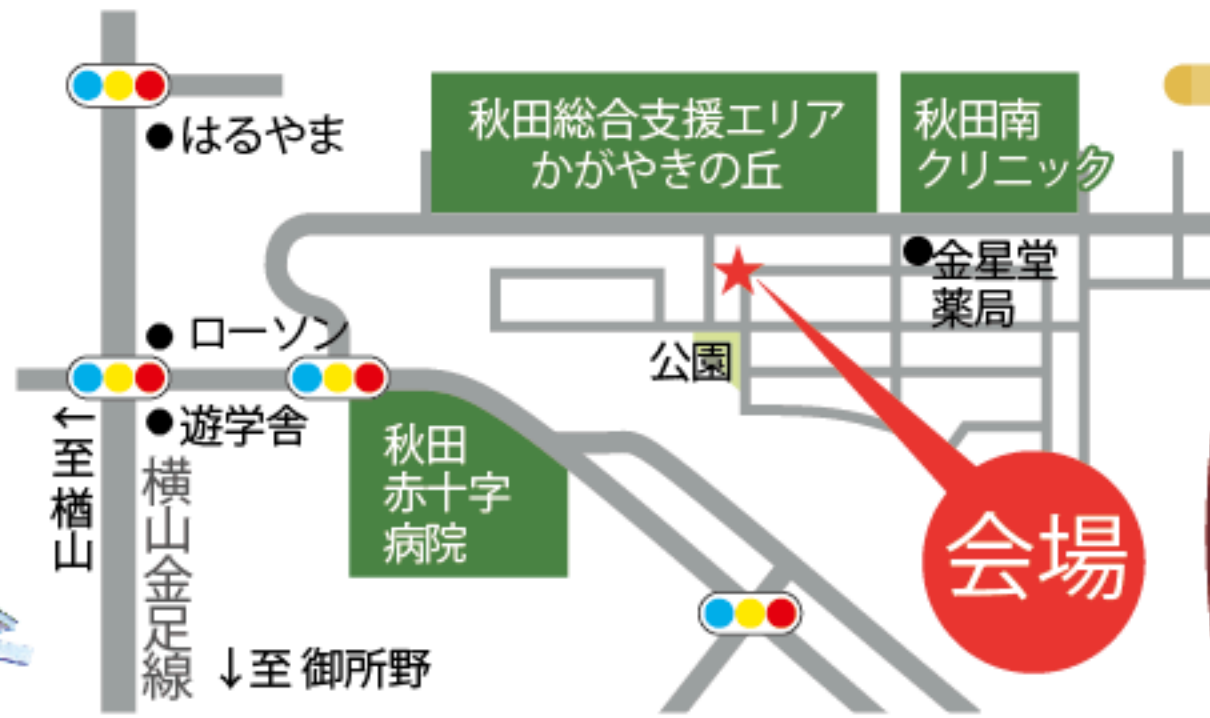 秋田総合支援エリア
かがやきの丘
秋田南
クリニック
はるやま
金星堂
薬局
ローソン
公園
遊学舎
←至 楢山
秋田
赤十字
病院
横山金足線
会場
↓至 御所野